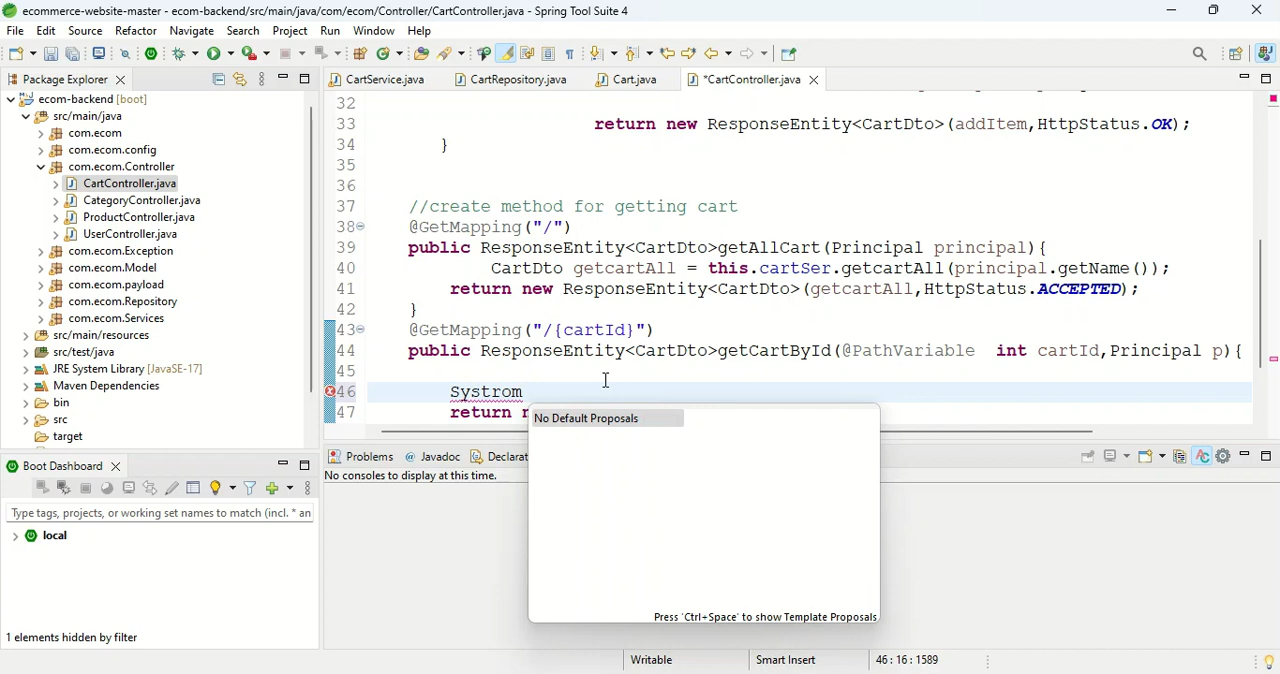 ecommerce-website-master - ecom-backend/src/main/java/com/ecom/Controller/CartController.java - Spring Tool Suite 4
File Edit Source Refactor Navigate Search Project Run Window Help
Package Explorer
ecom-backend [boot]
src/main/java
com.ecom
com.ecom.config
com.ecom.Controller
CartController.java
CategoryController.java
ProductController.java
UserController.java
com.ecom.Exception
com.ecom.Model
com.ecom.payload
com.ecom.Repository
com.ecom.Services
src/main/resources
src/test/java
JRE System Library [JavaSE-17]
Maven Dependencies
bin
src
target
CartService.java CartRepository.java Cart.java *CartController.java
32
33 return new ResponseEntity<CartDto>(addItem,HttpStatus.OK);
34 }
35
36
37 //create method for getting cart
38 @GetMapping("/")
39 public ResponseEntity<CartDto>getAllCart(Principal principal){
40 CartDto getcartAll = this.cartSer.getcartAll(principal.getName());
41 return new ResponseEntity<CartDto>(getcartAll,HttpStatus.ACCEPTED);
42 }
43 @GetMapping("/{cartId}")
44 public ResponseEntity<CartDto>getCartById(@PathVariable int cartId,Principal p){
45
46 Systrom
47 return n
No Default Proposals
Press 'Ctrl+Space' to show Template Proposals
Problems @ Javadoc Declarat
No consoles to display at this time.
Boot Dashboard
Type tags, projects, or working set names to match (incl. * an
local
1 elements hidden by filter
Writable Smart Insert 46 : 16 : 1589